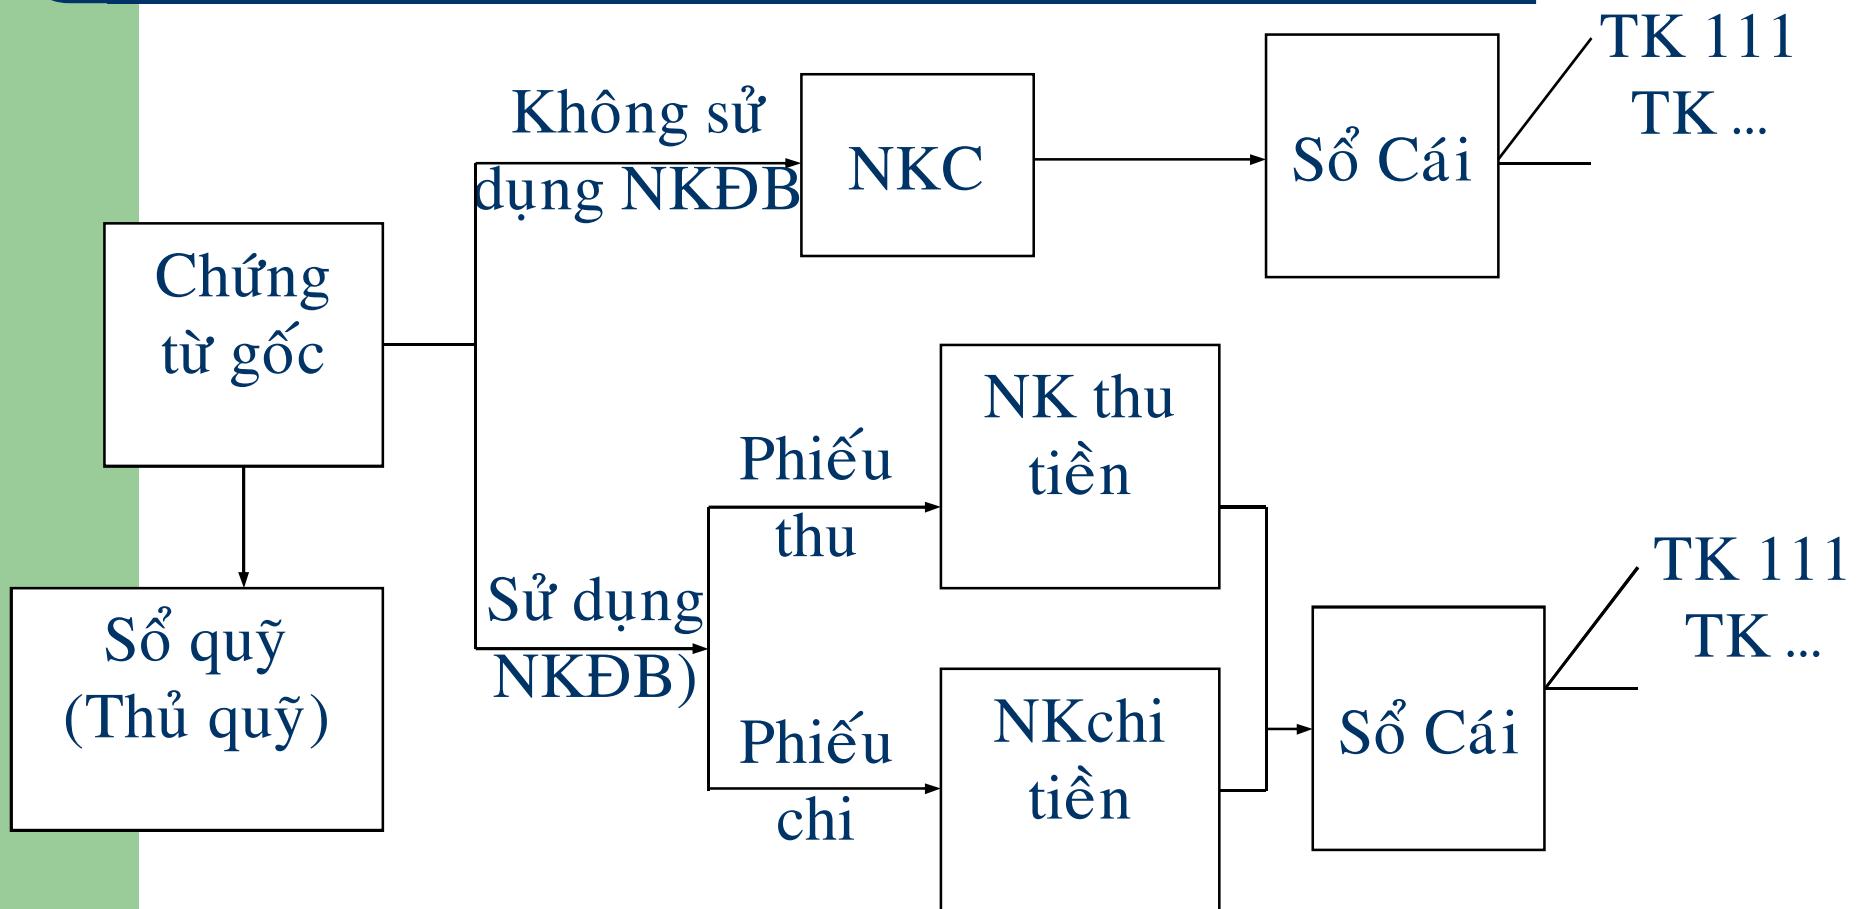 TK 111
TK ...
Không sử
dụng NKĐB
NKC
Sổ Cái
Chứng
từ gốc
NK thu
tiền
Phiếu
thu
TK 111
TK ...
Sử dụng
NKĐB)
Sổ quỹ
(Thủ quỹ)
Phiếu
chi
NKchi
tiền
Sổ Cái